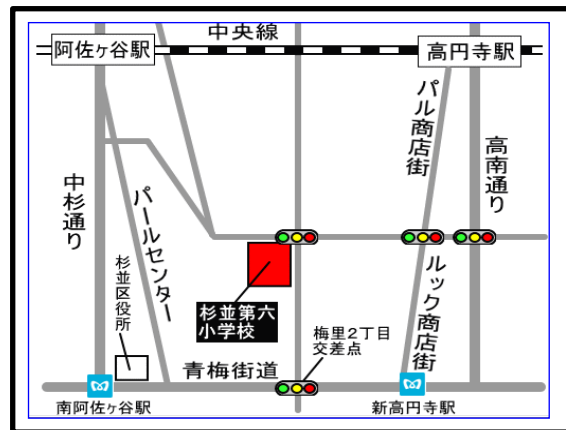 中央線
阿佐ヶ谷駅
高円寺駅
パル商店街
高南通り
中杉通り
パールセンター
杉並区役所
杉並第六
小学校
ルック商店街
梅里2丁目
交差点
青梅街道
南阿佐ヶ谷駅
新高円寺駅